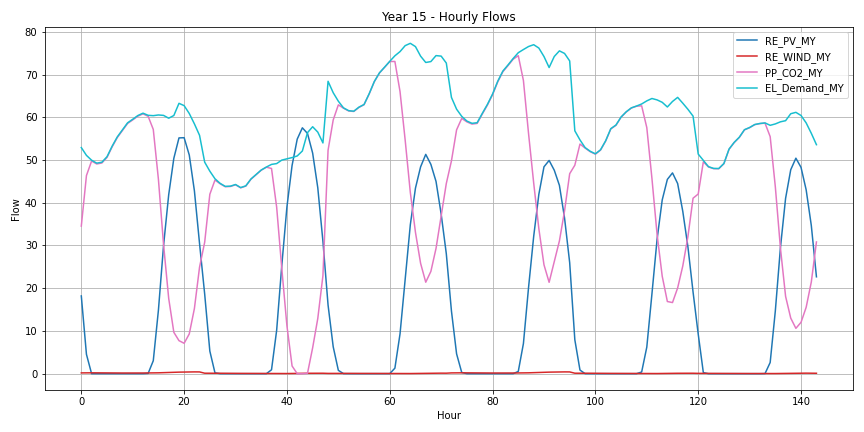 Year 15 - Hourly Flows
80
70
60
50
40
30
20
10
0
Flow
RE_PV_MY
RE_WIND_MY
PP_CO2_MY
EL_Demand_MY
0 20 40 60 80 100 120 140
Hour